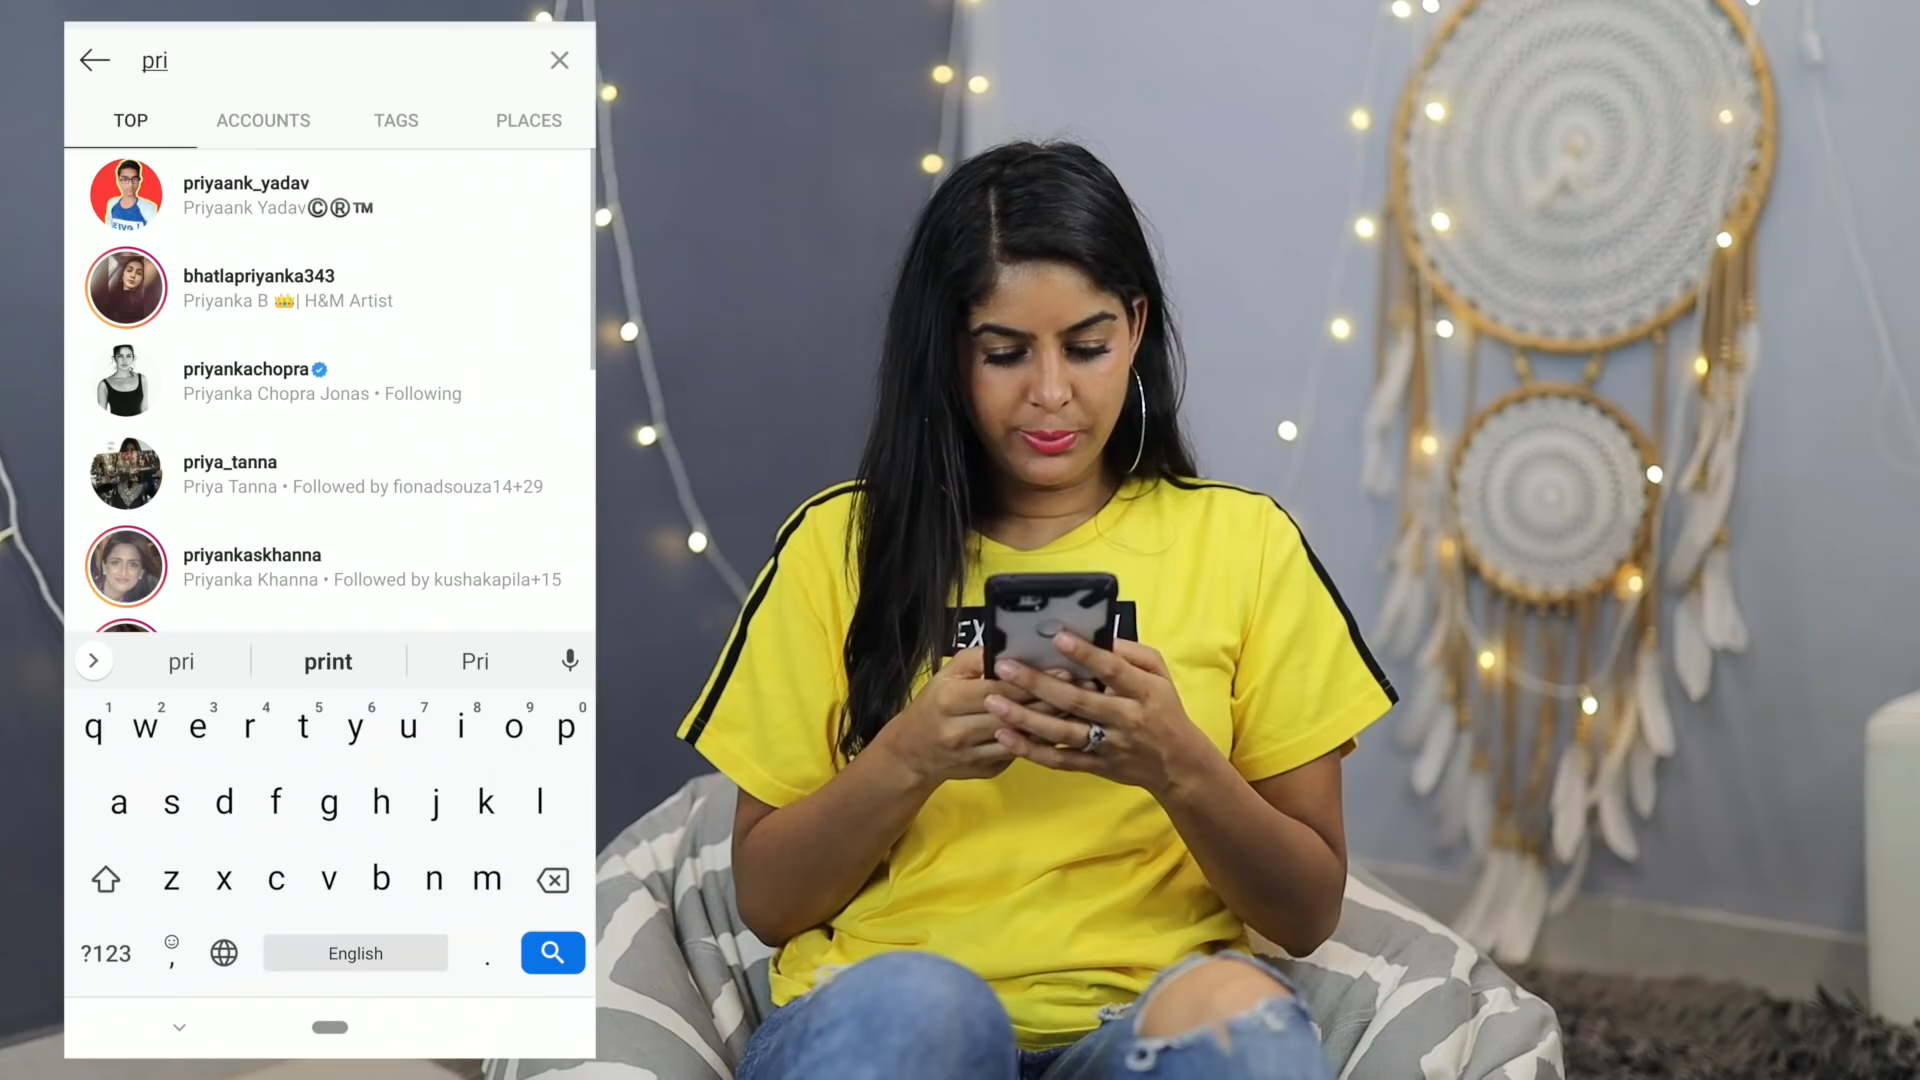 pri
TOP ACCOUNTS TAGS PLACES
priyaank_yadav
Priyaank Yadav©®™
bhatlapriyanka343
Priyanka B 👑| H&M Artist
priyankachopra
Priyanka Chopra Jonas • Following
priya_tanna
Priya Tanna • Followed by fionadsouza14+29
priyankaskhanna
Priyanka Khanna • Followed by kushakapila+15
pri print Pri
1 2 3 4 5 6 7 8 9 0
q w e r t y u i o p
a s d f g h j k l
z x c v b n m
?123 , English .
EX